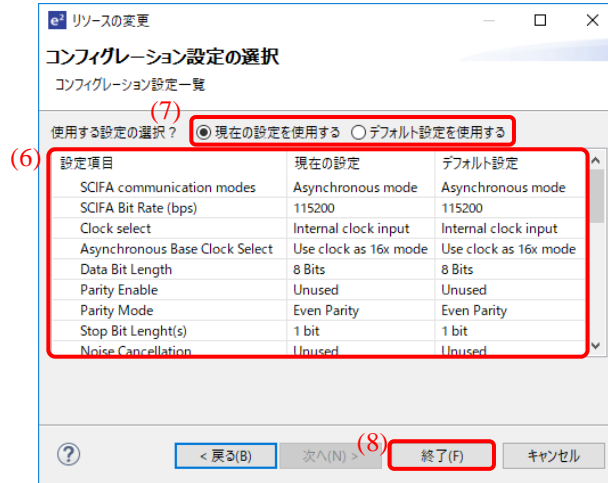 e² リソースの変更
コンフィグレーション設定の選択
コンフィグレーション設定一覧
(7)
使用する設定の選択？ 現在の設定を使用する デフォルト設定を使用する
(6)
設定項目 現在の設定 デフォルト設定
SCIFA communication modes Asynchronous mode Asynchronous mode
SCIFA Bit Rate (bps) 115200 115200
Clock select Internal clock input Internal clock input
Asynchronous Base Clock Select Use clock as 16x mode Use clock as 16x mode
Data Bit Length 8 Bits 8 Bits
Parity Enable Unused Unused
Parity Mode Even Parity Even Parity
Stop Bit Lenght(s) 1 bit 1 bit
Noise Cancellation Unused Unused
(8)
? < 戻る(B) 次へ(N) > 終了(F) キャンセル